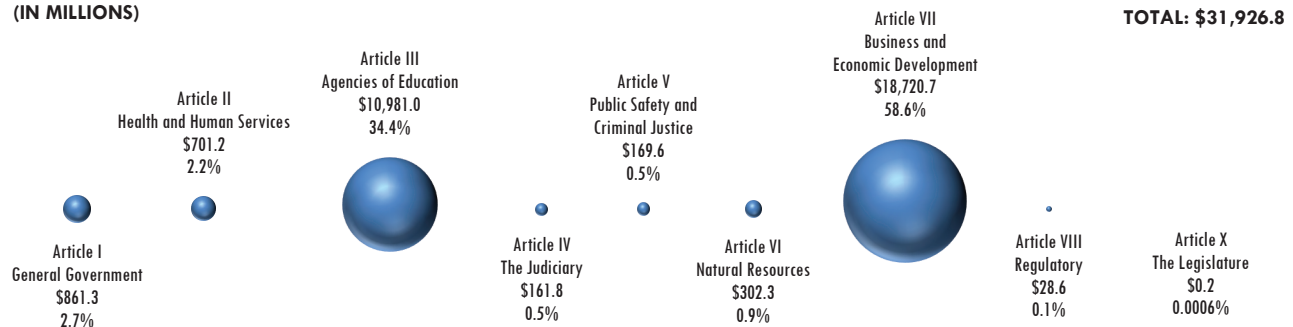 (IN MILLIONS)
TOTAL: $31,926.8
Article I
General Government
$861.3
2.7%
Article II
Health and Human Services
$701.2
2.2%
Article III
Agencies of Education
$10,981.0
34.4%
Article IV
The Judiciary
$161.8
0.5%
Article V
Public Safety and
Criminal Justice
$169.6
0.5%
Article VI
Natural Resources
$302.3
0.9%
Article VII
Business and
Economic Development
$18,720.7
58.6%
Article VIII
Regulatory
$28.6
0.1%
Article X
The Legislature
$0.2
0.0006%